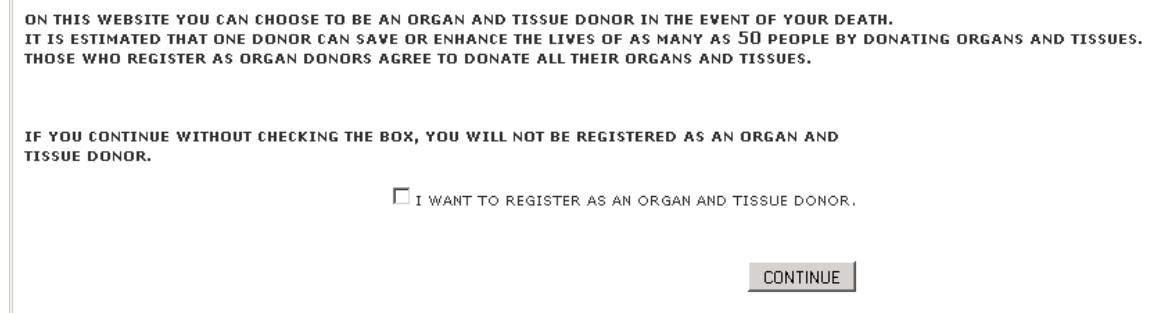 ON THIS WEBSITE YOU CAN CHOOSE TO BE AN ORGAN AND TISSUE DONOR IN THE EVENT OF YOUR DEATH.
IT IS ESTIMATED THAT ONE DONOR CAN SAVE OR ENHANCE THE LIVES OF AS MANY AS 50 PEOPLE BY DONATING ORGANS AND TISSUES.
THOSE WHO REGISTER AS ORGAN DONORS AGREE TO DONATE ALL THEIR ORGANS AND TISSUES.
IF YOU CONTINUE WITHOUT CHECKING THE BOX, YOU WILL NOT BE REGISTERED AS AN ORGAN AND
TISSUE DONOR.
I WANT TO REGISTER AS AN ORGAN AND TISSUE DONOR.
CONTINUE